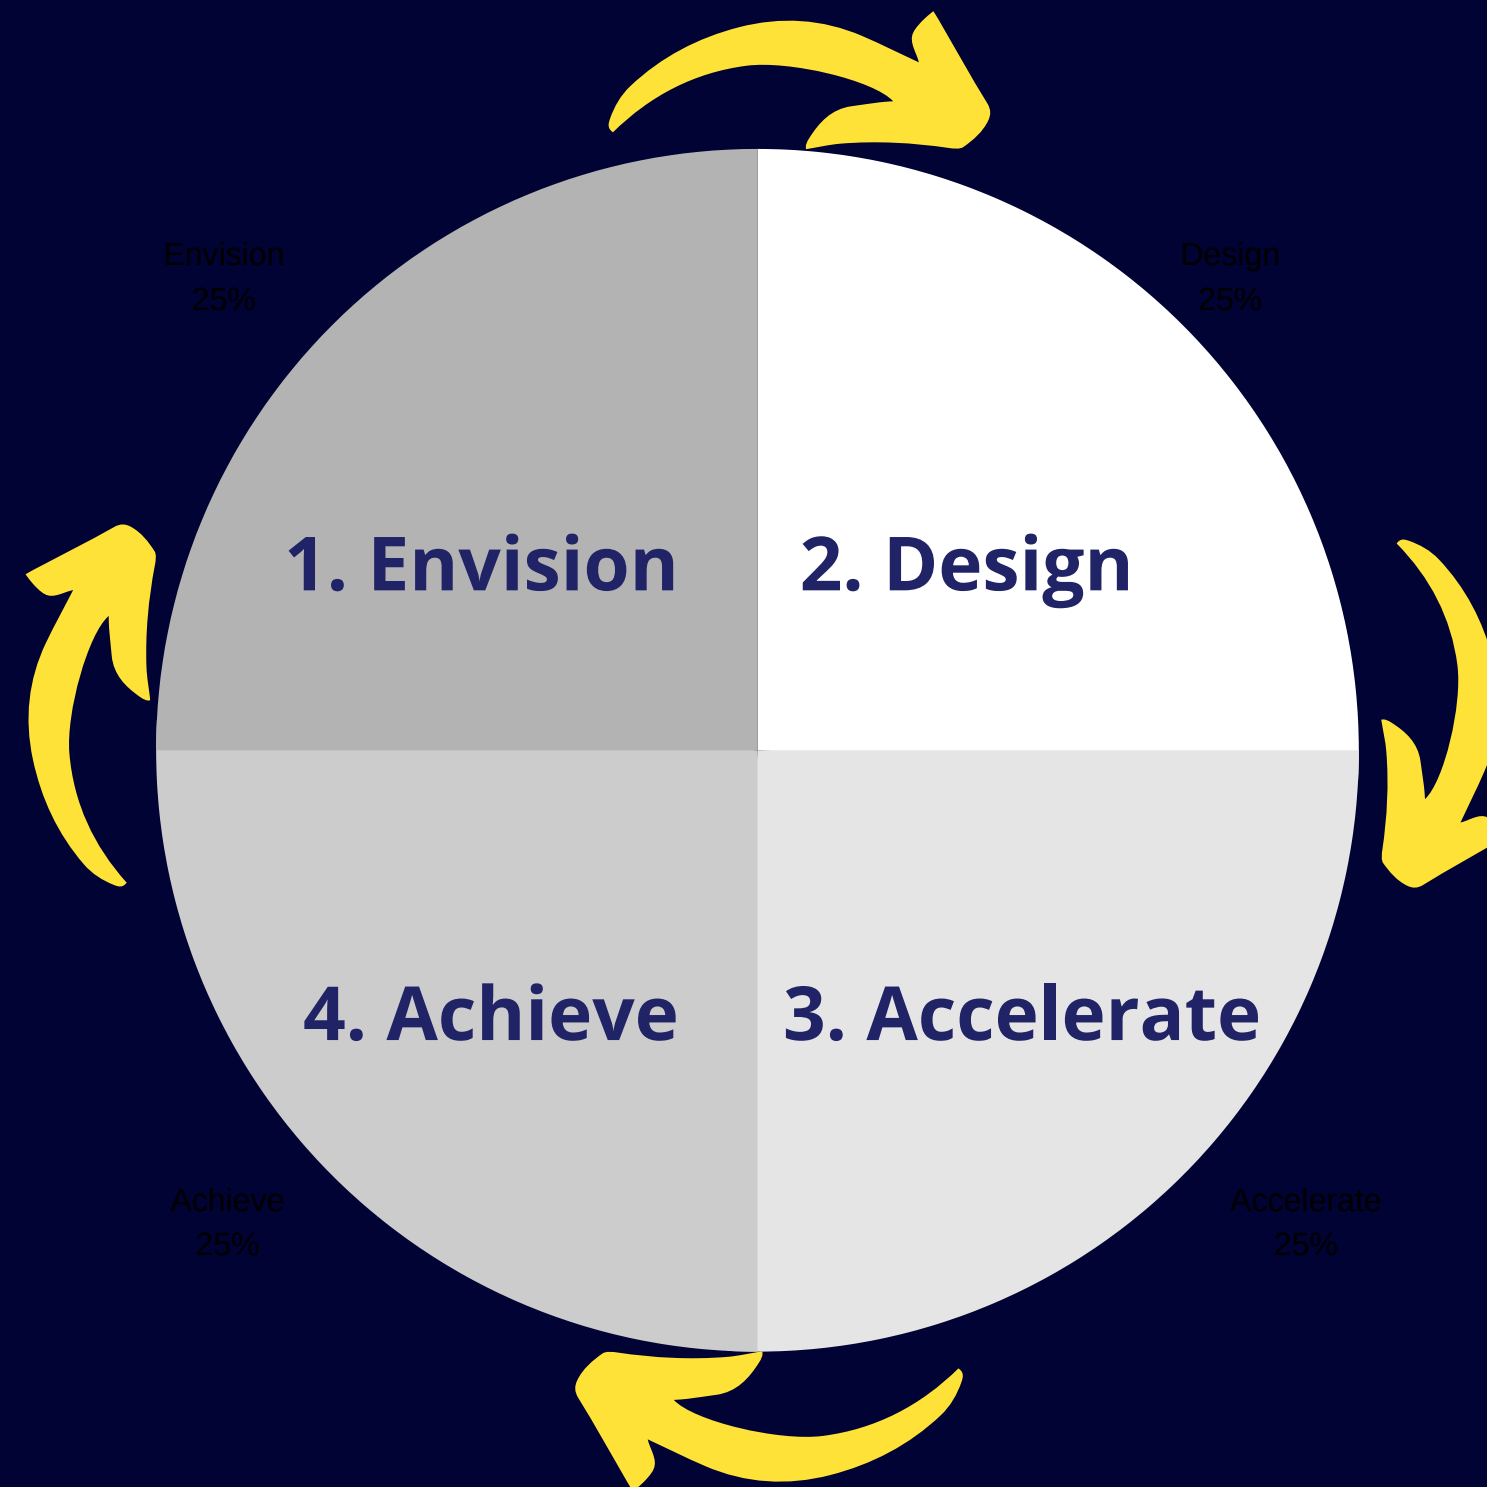 Envision
25%
Design
25%
1. Envision
2. Design
4. Achieve
3. Accelerate
Achieve
25%
Accelerate
25%